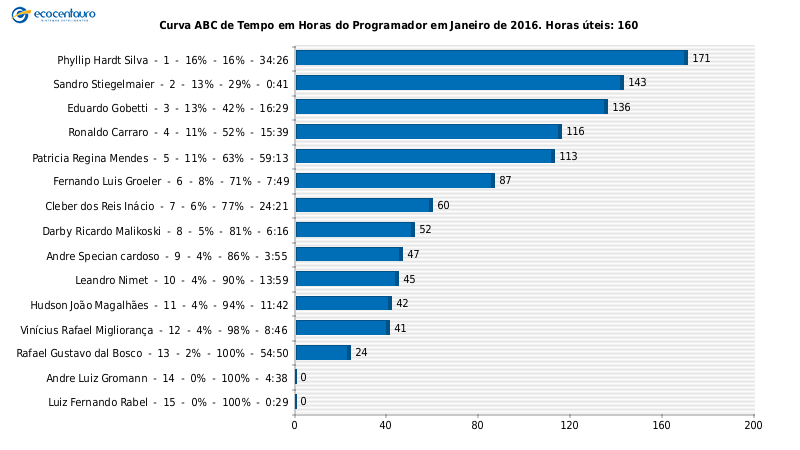 ecocentauro
Curva ABC de Tempo em Horas do Programador em Janeiro de 2016. Horas úteis: 160
Phyllip Hardt Silva - 1 - 16% - 16% - 34:26 171
Sandro Stiegelmaier - 2 - 13% - 29% - 0:41 143
Eduardo Gobetti - 3 - 13% - 42% - 16:29 136
Ronaldo Carraro - 4 - 11% - 52% - 15:39 116
Patricia Regina Mendes - 5 - 11% - 63% - 59:13 113
Fernando Luis Groeler - 6 - 8% - 71% - 7:49 87
Cleber dos Reis Inácio - 7 - 6% - 77% - 24:21 60
Darby Ricardo Malikoski - 8 - 5% - 81% - 6:16 52
Andre Specian cardoso - 9 - 4% - 86% - 3:55 47
Leandro Nimet - 10 - 4% - 90% - 13:59 45
Hudson João Magalhães - 11 - 4% - 94% - 11:42 42
Vinícius Rafael Miglioranças - 12 - 4% - 98% - 8:46 41
Rafael Gustavo dal Bosco - 13 - 2% - 100% - 54:50 24
Andre Luiz Gromann - 14 - 0% - 100% - 4:38 0
Luiz Fernando Rabel - 15 - 0% - 100% - 0:29 0
0 40 80 120 160 200